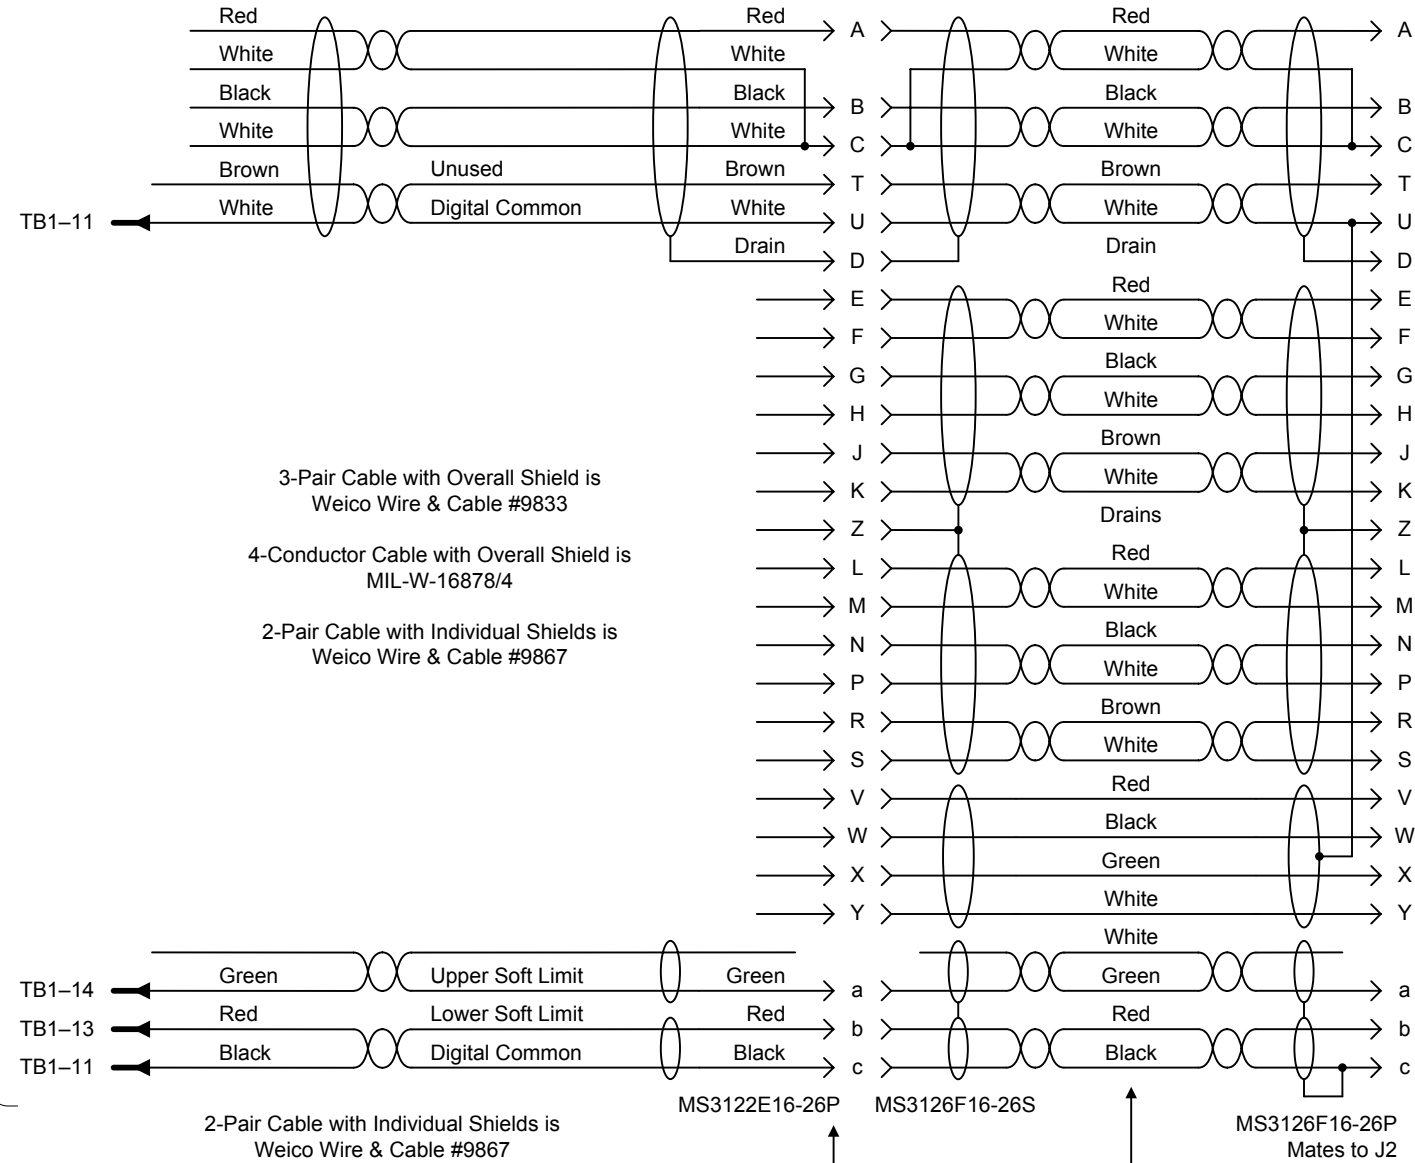 Red Red Red
A A
White White White
Black Black Black
B B
White White White
C C
Brown Unused Brown Brown
T T
TB1–11 White Digital Common White White
U U
Drain Drain
D D
Red
E E
White
F F
Black
G G
White
H H
Brown
J J
White
K K
3-Pair Cable with Overall Shield is
Weico Wire & Cable #9833
Drains
Z Z
4-Conductor Cable with Overall Shield is
MIL-W-16878/4
Red
L L
White
M M
2-Pair Cable with Individual Shields is
Weico Wire & Cable #9867
Black
N N
White
P P
Brown
R R
White
S S
Red
V V
Black
W W
Green
X X
White
Y Y
White
TB1–14 Green Upper Soft Limit Green Green
a a
TB1–13 Red Lower Soft Limit Red Red
b b
TB1–11 Black Digital Common Black Black
c c
MS3122E16-26P MS3126F16-26S
MS3126F16-26P
Mates to J2
2-Pair Cable with Individual Shields is
Weico Wire & Cable #9867